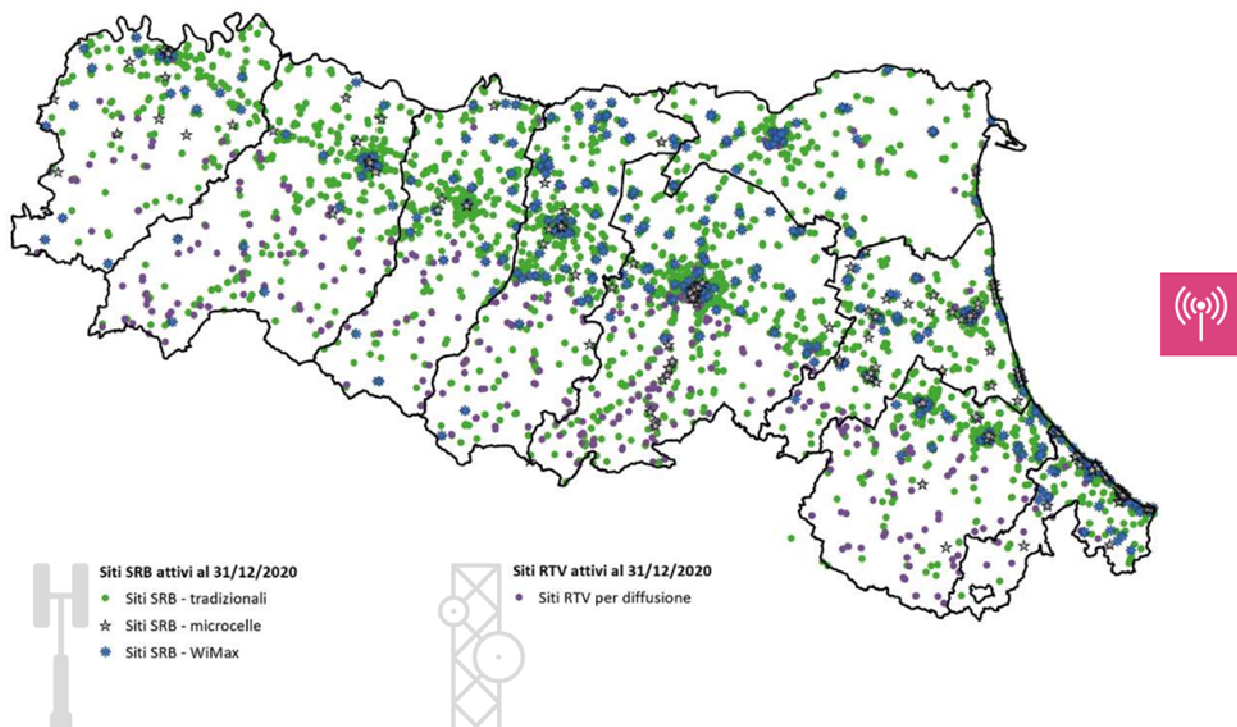 Siti SRB attivi al 31/12/2020
Siti SRB - tradizionali
Siti SRB - microcelle
Siti SRB - WiMax
Siti RTV attivi al 31/12/2020
Siti RTV per diffusione